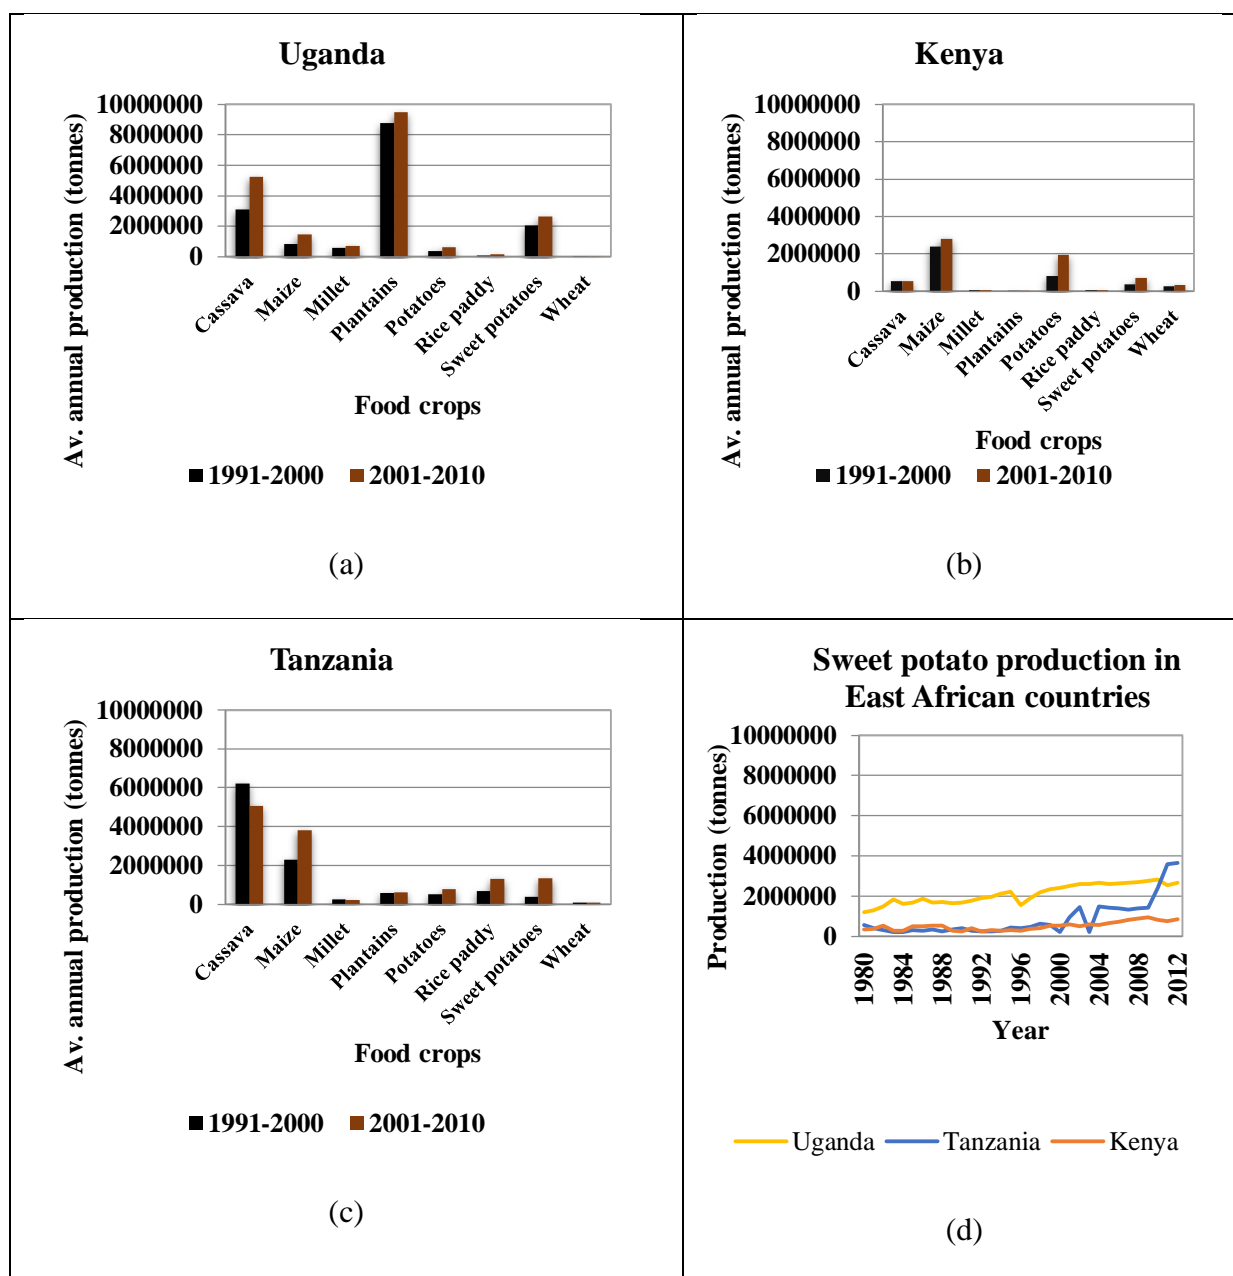 Uganda
Av. annual production (tonnes)
10000000
8000000
6000000
4000000
2000000
0
Cassava
Maize
Millet
Plantains
Potatoes
Rice paddy
Sweet potatoes
Wheat
Food crops
1991-2000 2001-2010
(a)
Kenya
Av. annual production (tonnes)
10000000
8000000
6000000
4000000
2000000
0
Cassava
Maize
Millet
Plantains
Potatoes
Rice paddy
Sweet potatoes
Wheat
Food crops
1991-2000 2001-2010
(b)
Tanzania
Av. annual production (tonnes)
10000000
8000000
6000000
4000000
2000000
0
Cassava
Maize
Millet
Plantains
Potatoes
Rice paddy
Sweet potatoes
Wheat
Food crops
1991-2000 2001-2010
(c)
Sweet potato production in
East African countries
Production (tonnes)
10000000
8000000
6000000
4000000
2000000
0
1980
1984
1988
1992
1996
2000
2004
2008
2012
Year
Uganda Tanzania Kenya
(d)